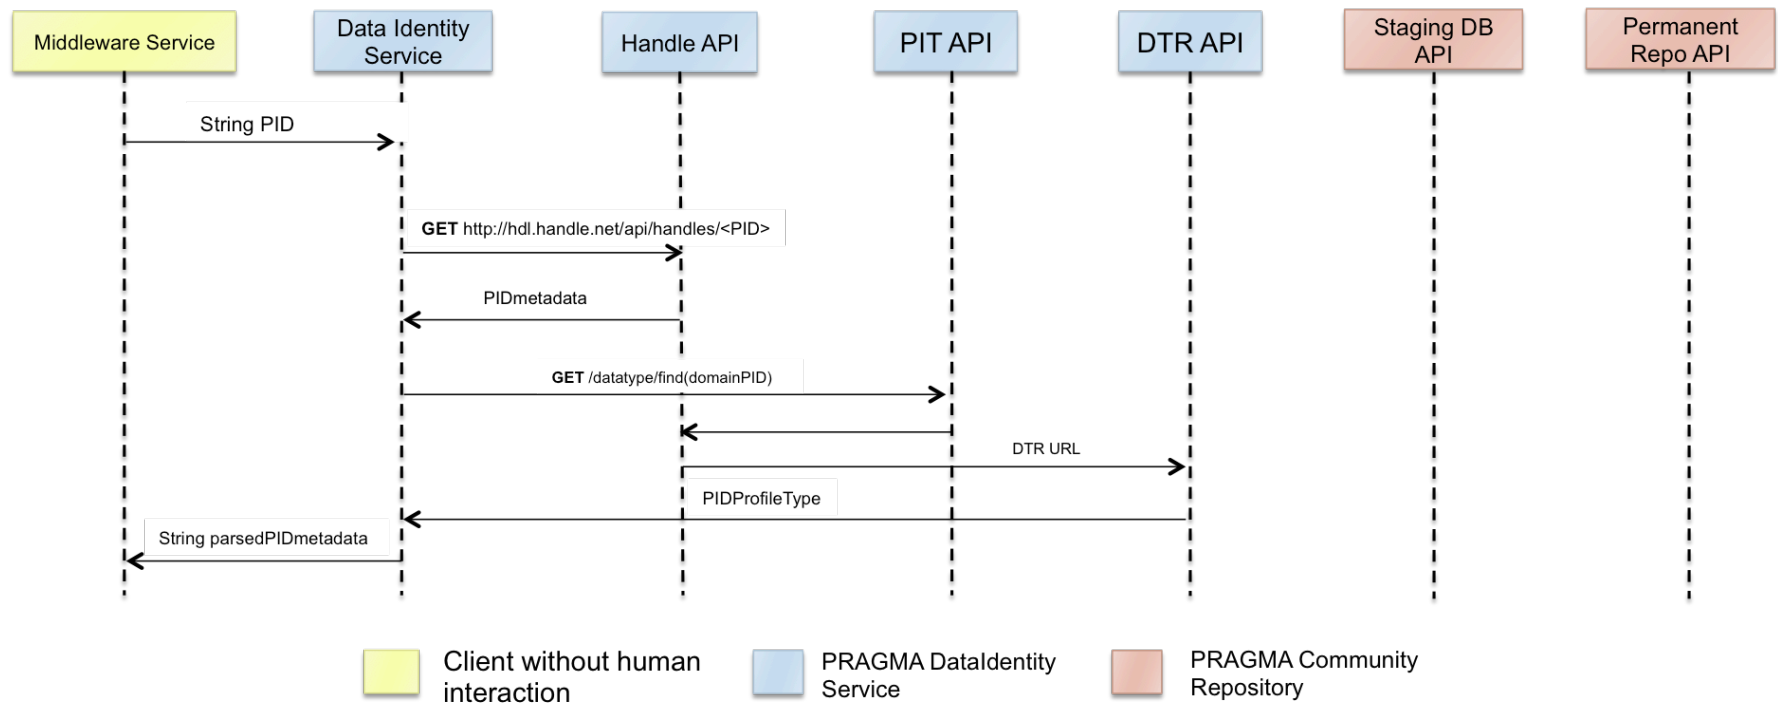 Middleware Service
Data Identity
Service
Handle API
PIT API
DTR API
Staging DB
API
Permanent
Repo API
String PID
GET http://hdl.handle.net/api/handles/<PID>
PIDmetadata
GET /datatype/find(domainPID)
DTR URL
PIDProfileType
String parsedPIDmetadata
Client without human
interaction
PRAGMA DataIdentity
Service
PRAGMA Community
Repository